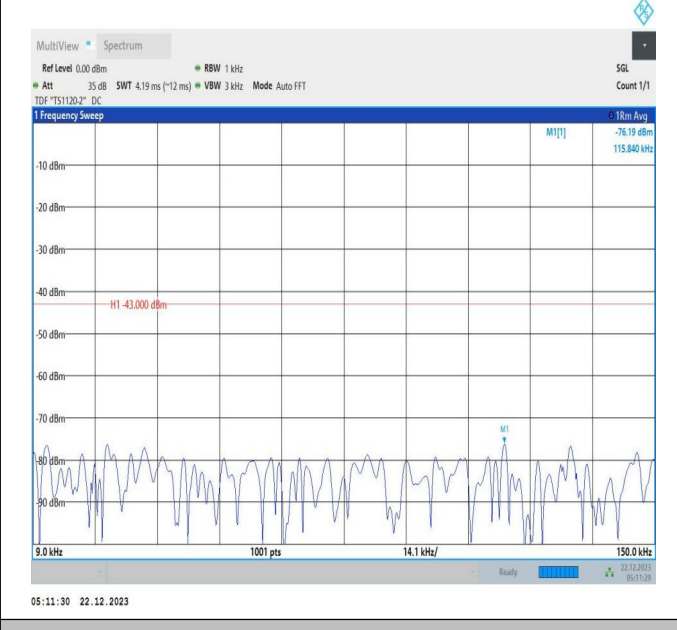 R S
MultiView Spectrum
Ref Level 0.00 dBm RBW 1 kHz SGL
Att 35 dB SWT 4.19 ms (~12 ms) VBW 3 kHz Mode Auto FFT Count 1/1
TDF "TS1120-2" DC
1 Frequency Sweep 1Rm Avg
M1[1] -76.19 dBm
115.840 kHz
-10 dBm
-20 dBm
-30 dBm
-40 dBm
H1 -43.000 dBm
-50 dBm
-60 dBm
-70 dBm
M1
-80 dBm
-90 dBm
9.0 kHz 1001 pts 14.1 kHz/ 150.0 kHz
Ready 22.12.2023
05:11:29
05:11:30 22.12.2023